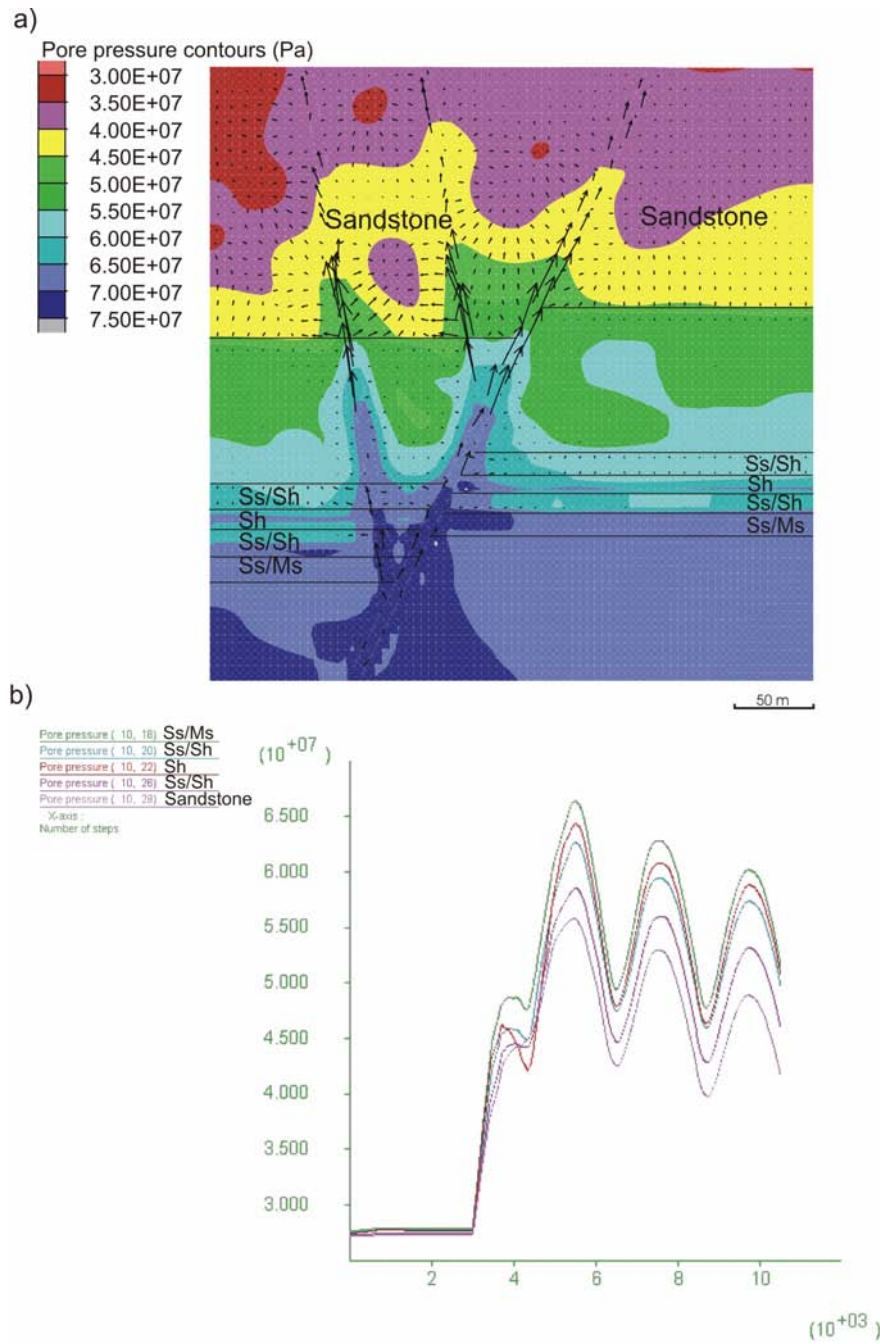 a)
Pore pressure contours (Pa)
3.00E+07
3.50E+07
4.00E+07
4.50E+07
5.00E+07
5.50E+07
6.00E+07
6.50E+07
7.00E+07
7.50E+07
Sandstone
Sandstone
Ss/Sh
Sh
Ss/Sh
Ss/Ms
Ss/Sh
Sh
Ss/Sh
Ss/Ms
50 m
b)
Pore pressure ( 10, 18) Ss/Ms
Pore pressure ( 10, 20) Ss/Sh
Pore pressure ( 10, 22) Sh
Pore pressure ( 10, 26) Ss/Sh
Pore pressure ( 10, 28) Sandstone
X-axis :
Number of steps
(10 +07)
6.500
6.000
5.500
5.000
4.500
4.000
3.500
3.000
2 4 6 8 10
(10 +03)